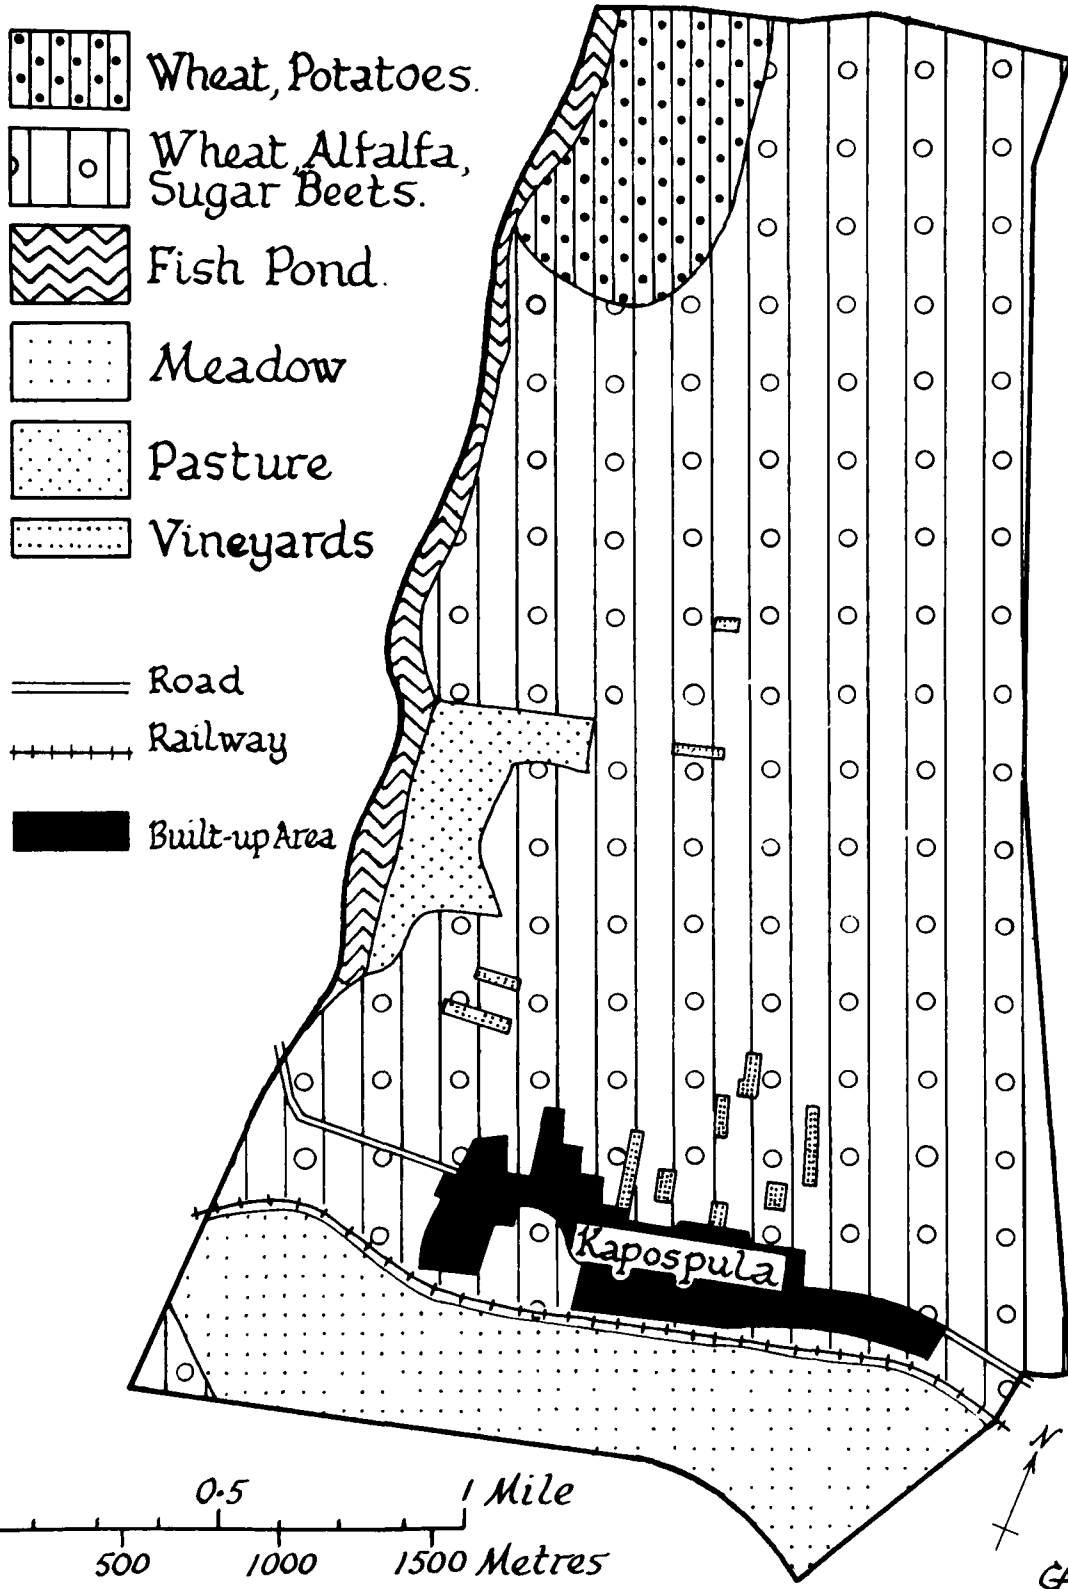 Wheat, Potatoes.
Wheat, Alfalfa,
Sugar Beets.
Fish Pond.
Meadow
Pasture
Vineyards
Road
Railway
Built-up Area
Kapospula
N
0.5 1 Mile
500 1000 1500 Metres